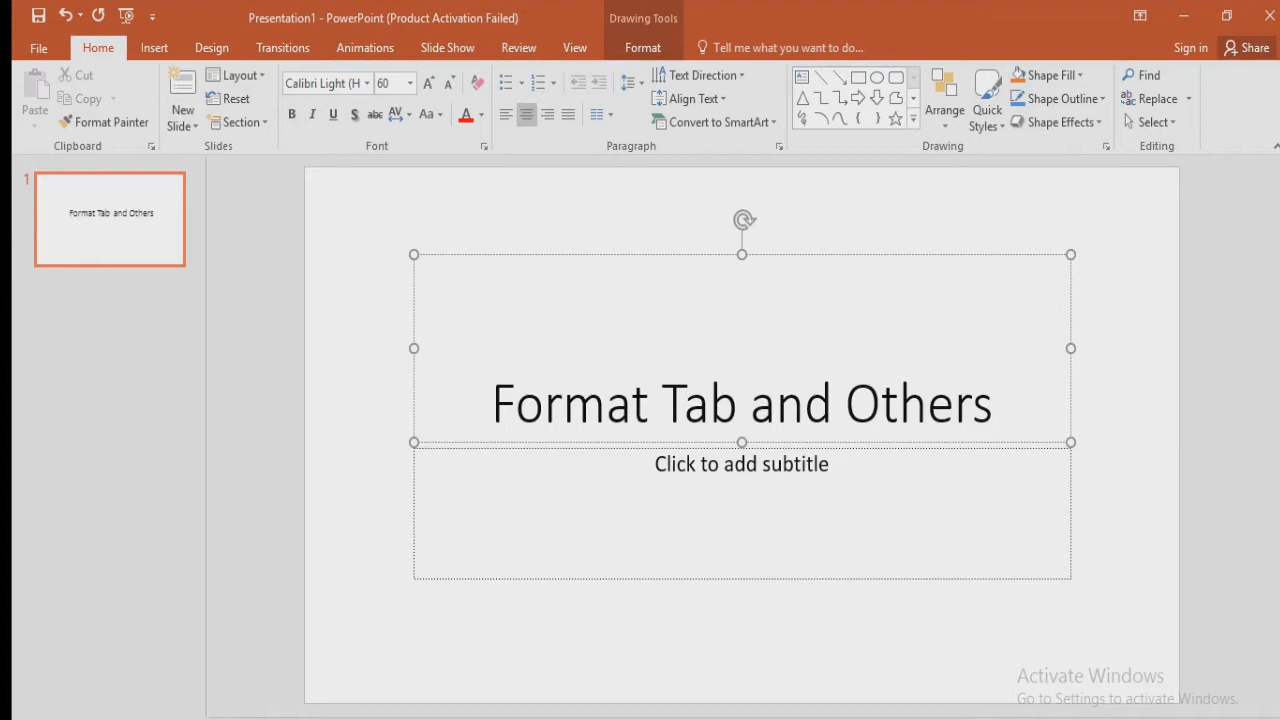 Presentation1 - PowerPoint (Product Activation Failed)
Drawing Tools
File Home Insert Design Transitions Animations Slide Show Review View Format Tell me what you want to do... Sign in Share
Paste
Cut
Copy
Format Painter
Clipboard
New Slide
Layout
Reset
Section
Slides
Calibri Light (H 60
B I U S abc AV Aa A
Font
Text Direction
Align Text
Convert to SmartArt
Paragraph
Arrange
Quick Styles
Shape Fill
Shape Outline
Shape Effects
Drawing
Find
Replace
Select
Editing
1
Format Tab and Others
Format Tab and Others
Click to add subtitle
Activate Windows
Go to Settings to activate Windows.